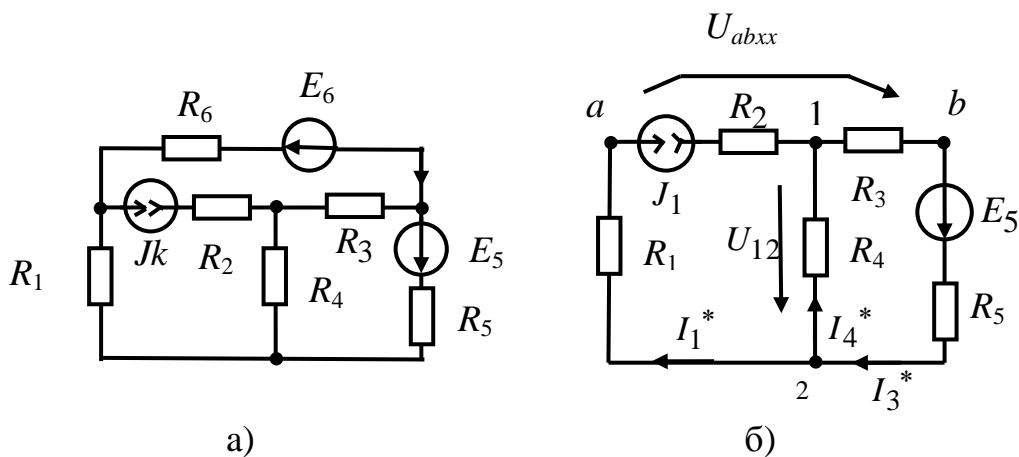 U_abxx
E6
R6
a
R2
1
b
Jk
R2
R3
J1
R3
E5
R1
R4
E5
R5
R1
U12
R4
R5
I1*
I4*
2
I3*
а)
б)